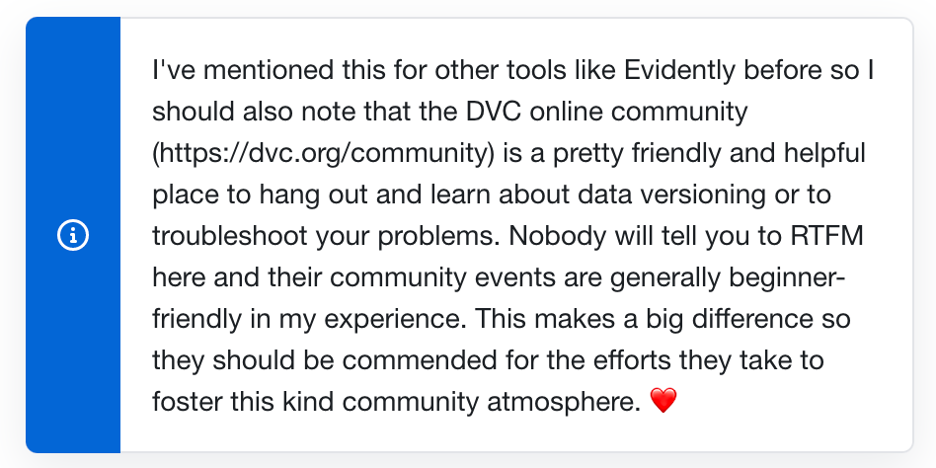 I've mentioned this for other tools like Evidently before so I
should also note that the DVC online community
(https://dvc.org/community) is a pretty friendly and helpful
place to hang out and learn about data versioning or to
troubleshoot your problems. Nobody will tell you to RTFM
here and their community events are generally beginner-
friendly in my experience. This makes a big difference so
they should be commended for the efforts they take to
foster this kind community atmosphere. ❤️